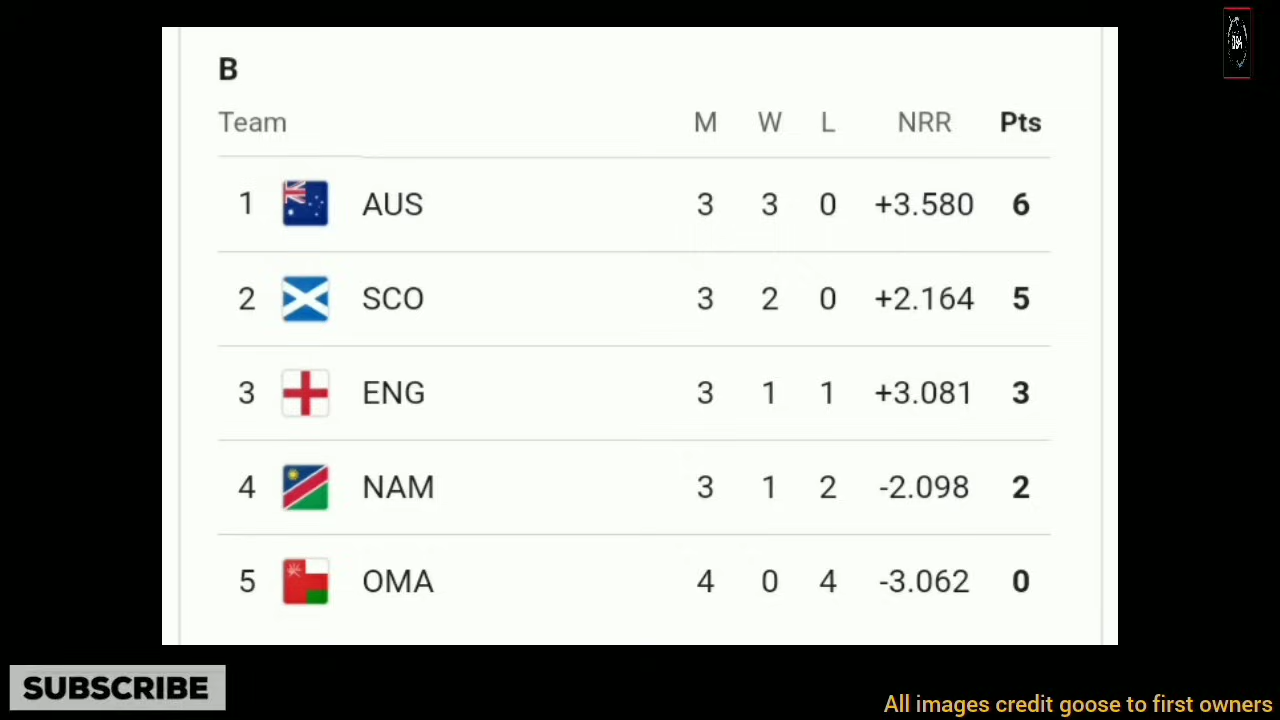 B
Team M W L NRR Pts
1 AUS 3 3 0 +3.580 6
2 SCO 3 2 0 +2.164 5
3 ENG 3 1 1 +3.081 3
4 NAM 3 1 2 -2.098 2
5 OMA 4 0 4 -3.062 0
SUBSCRIBE
All images credit goose to first owners